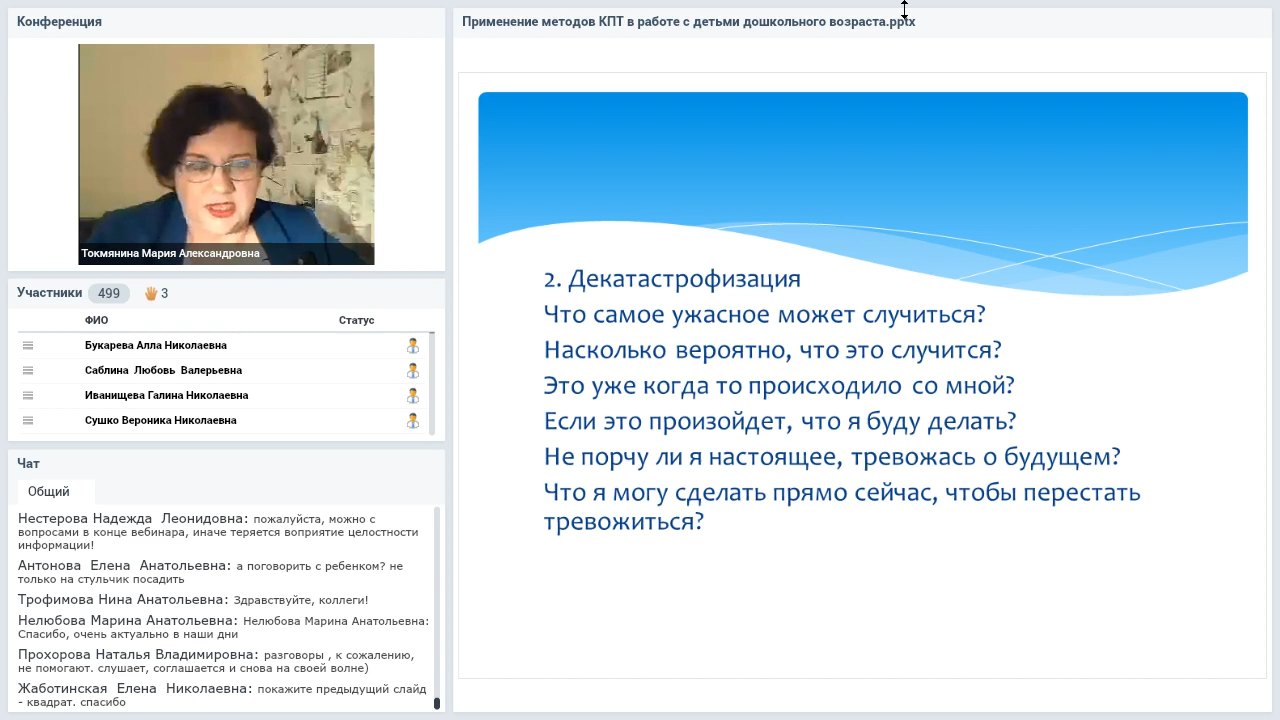 Конференция
Токмянина Мария Александровна
Участники 499 3
ФИО Статус
Букарева Алла Николаевна
Саблина Любовь Валерьевна
Иванищева Галина Николаевна
Сушко Вероника Николаевна
Чат
Общий
Нестерова Надежда Леонидовна: пожалуйста, можно с
вопросами в конце вебинара, иначе теряется воприятие целостности
информации!
Антонова Елена Анатольевна: а поговорить с ребенком? не
только на стульчик посадить
Трофимова Нина Анатольевна: Здравствуйте, коллеги!
Нелюбова Марина Анатольевна: Нелюбова Марина Анатольевна:
Спасибо, очень актуально в наши дни
Прохорова Наталья Владимировна: разговоры , к сожалению,
не помогают. слушает, соглашается и снова на своей волне)
Жаботинская Елена Николаевна: покажите предыдущий слайд
- квадрат. спасибо
Применение методов КПТ в работе с детьми дошкольного возраста.pptx
2. Декатастрофизация
Что самое ужасное может случиться?
Насколько вероятно, что это случится?
Это уже когда то происходило со мной?
Если это произойдет, что я буду делать?
Не порчу ли я настоящее, тревожась о будущем?
Что я могу сделать прямо сейчас, чтобы перестать
тревожиться?